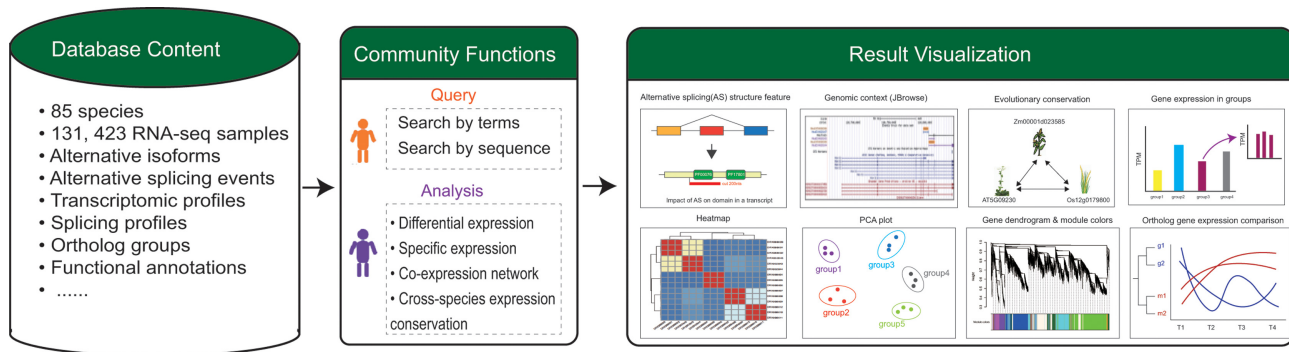 Database Content
• 85 species
• 131, 423 RNA-seq samples
• Alternative isoforms
• Alternative splicing events
• Transcriptomic profiles
• Splicing profiles
• Ortholog groups
• Functional annotations
• ......
Community Functions
Query
Search by terms
Search by sequence
Analysis
• Differential expression
• Specific expression
• Co-expression network
• Cross-species expression
conservation
Result Visualization
Alternative splicing(AS) structure feature
Impact of AS on domain in a transcript
Genomic context (JBrowse)
Evolutionary conservation
Zm00001d023585
AT5G09230
Os12g0179800
Gene expression in groups
TPM
TPM
group1
group2
group3
group4
Heatmap
PCA plot
group1
group3
group4
group2
group5
Gene dendrogram & module colors
Ortholog gene expression comparison
g1
g2
m1
m2
T1
T2
T3
T4